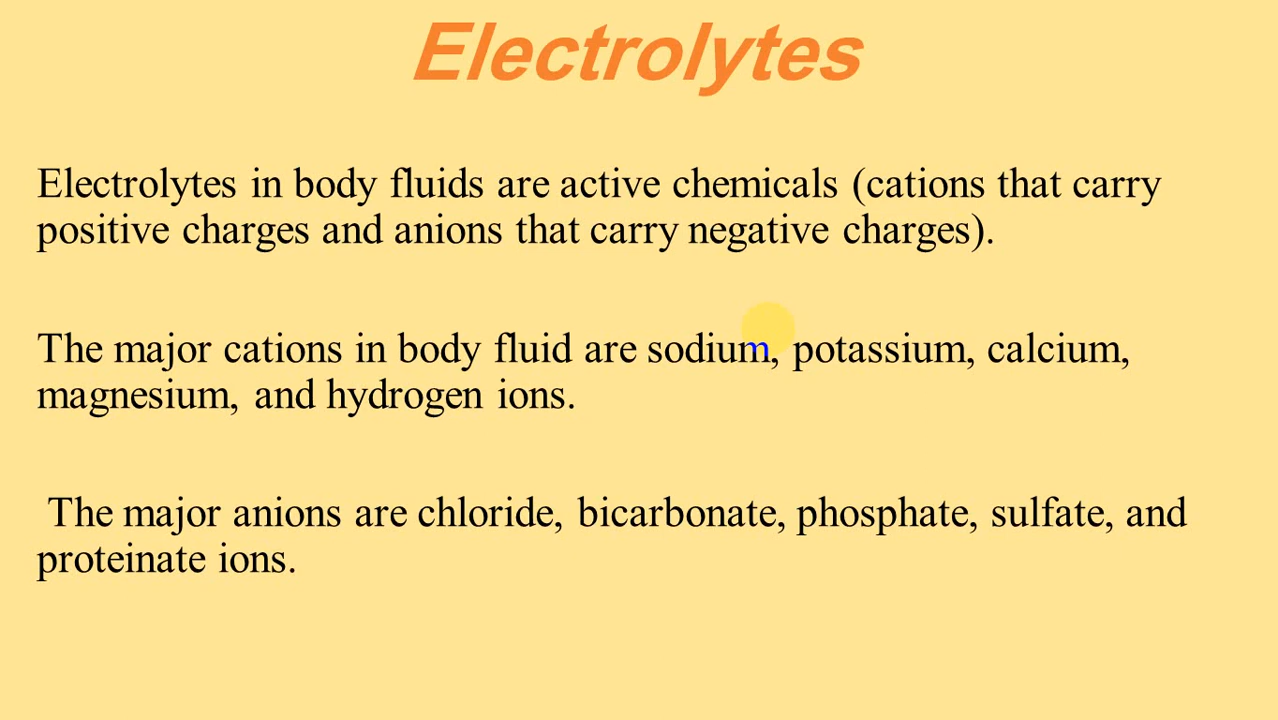 Electrolytes
Electrolytes in body fluids are active chemicals (cations that carry
positive charges and anions that carry negative charges).
The major cations in body fluid are sodium, potassium, calcium,
magnesium, and hydrogen ions.
The major anions are chloride, bicarbonate, phosphate, sulfate, and
proteinate ions.